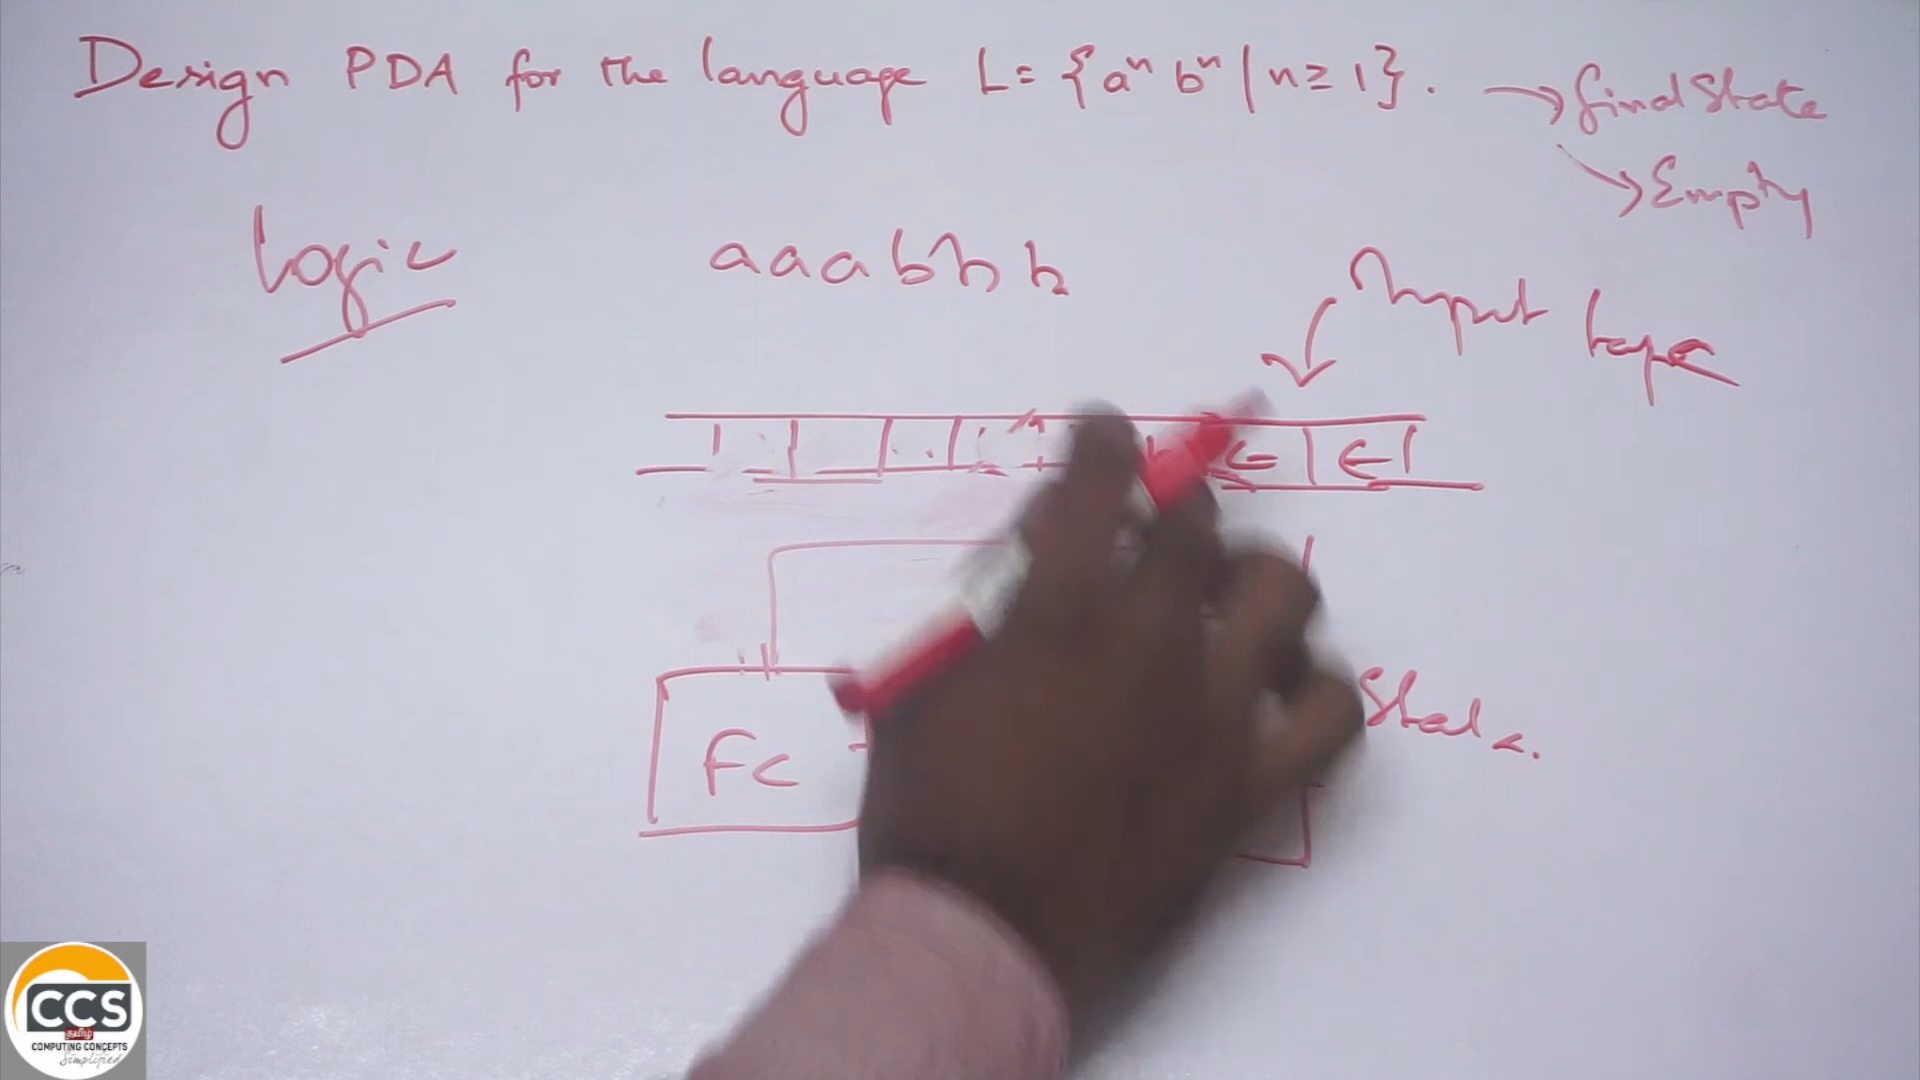 Design PDA for the language L = {aⁿ bⁿ | n ≥ 1}. → final state
→ Empty
Logic
aaabbb
Input tape
ε ε
FC
CCS
தமிழ்
COMPUTING CONCEPTS
Simplified